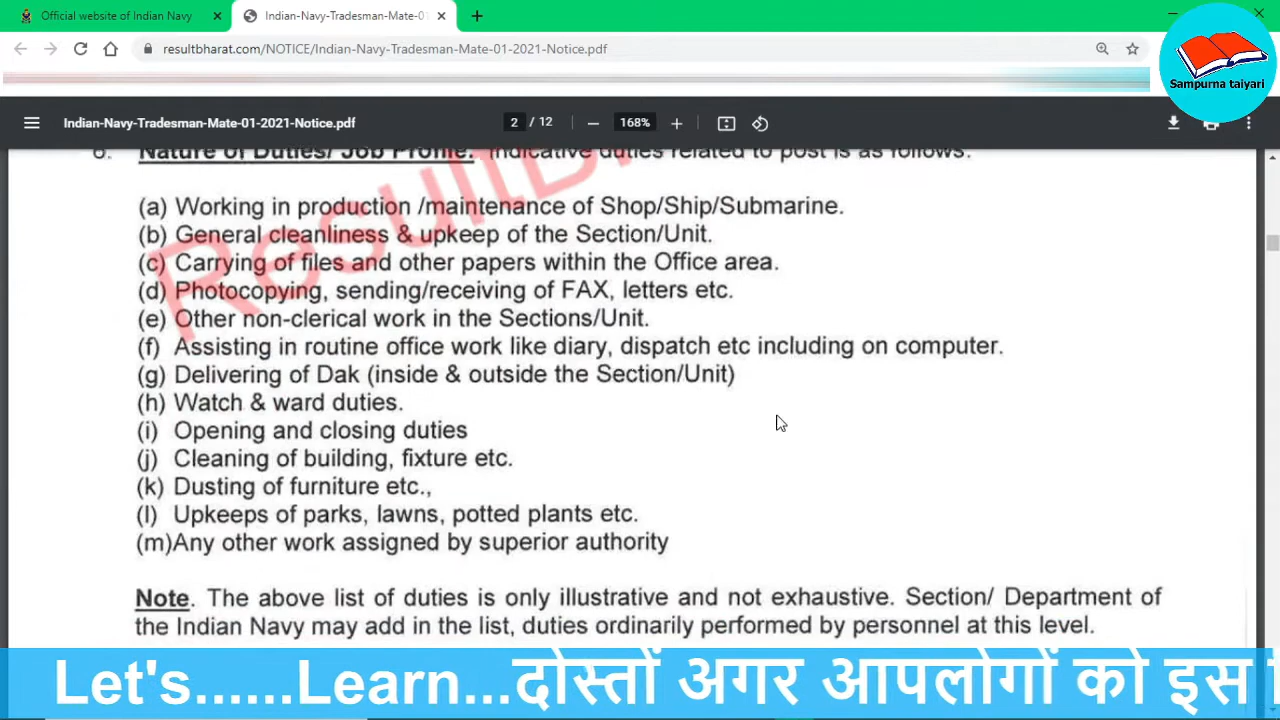 Official website of Indian Navy
Indian-Navy-Tradesman-Mate-01
resultbharat.com/NOTICE/Indian-Navy-Tradesman-Mate-01-2021-Notice.pdf
Sampurna taiyari
Indian-Navy-Tradesman-Mate-01-2021-Notice.pdf
2 / 12
168%
6. Nature of Duties/ Job Profile. Indicative duties related to post is as follows.
(a) Working in production /maintenance of Shop/Ship/Submarine.
(b) General cleanliness & upkeep of the Section/Unit.
(c) Carrying of files and other papers within the Office area.
(d) Photocopying, sending/receiving of FAX, letters etc.
(e) Other non-clerical work in the Sections/Unit.
(f) Assisting in routine office work like diary, dispatch etc including on computer.
(g) Delivering of Dak (inside & outside the Section/Unit)
(h) Watch & ward duties.
(i) Opening and closing duties
(j) Cleaning of building, fixture etc.
(k) Dusting of furniture etc.,
(l) Upkeeps of parks, lawns, potted plants etc.
(m)Any other work assigned by superior authority
Note. The above list of duties is only illustrative and not exhaustive. Section/ Department of
the Indian Navy may add in the list, duties ordinarily performed by personnel at this level.
Let's......Learn...दोस्तों अगर आपलोगों को इस